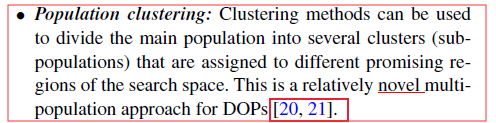 • Population clustering: Clustering methods can be used
to divide the main population into several clusters (sub-
populations) that are assigned to different promising re-
gions of the search space. This is a relatively novel multi-
population approach for DOPs [20, 21].